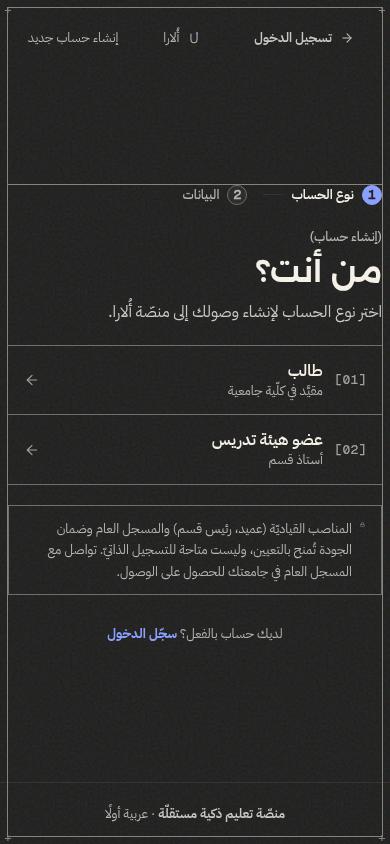 تسجيل الدخول
U أُلارا
إنشاء حساب جديد
1 نوع الحساب
2 البيانات
(إنشاء حساب)
من أنت؟
اختر نوع الحساب لإنشاء وصولك إلى منصّة أُلارا.
[01] طالب
مقيَّد في كلّية جامعية
[02] عضو هيئة تدريس
أستاذ قسم
المناصب القياديّة (عميد، رئيس قسم) والمسجل العام وضمان
الجودة تُمنح بالتعيين، وليست متاحة للتسجيل الذاتيّ. تواصل مع
المسجل العام في جامعتك للحصول على الوصول.
لديك حساب بالفعل؟ سجّل الدخول
منصّة تعليم ذكية مستقلّة · عربية أولًا